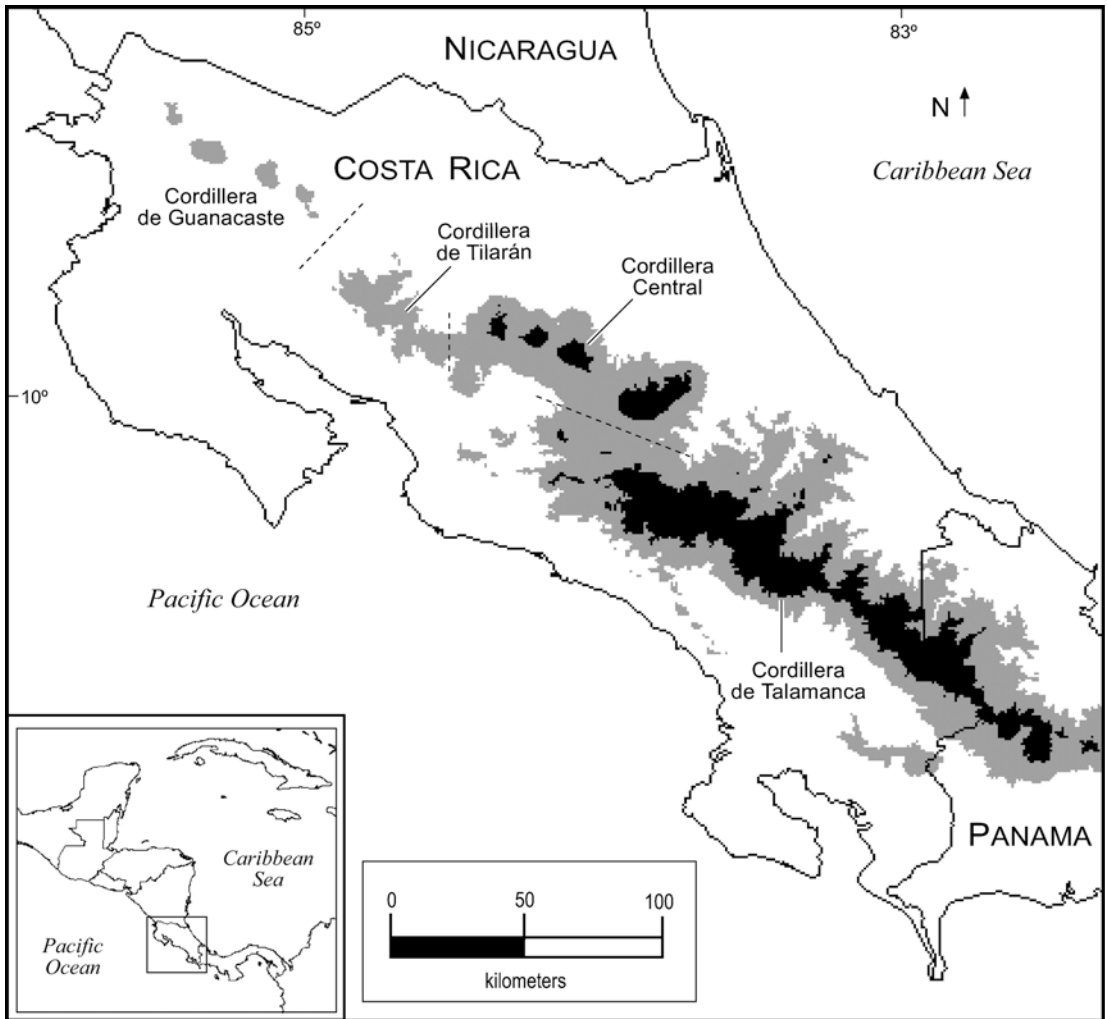 85º
83º
NICARAGUA
N
Caribbean Sea
COSTA RICA
Cordillera
de Guanacaste
Cordillera
de Tilarán
Cordillera
Central
10º
Pacific Ocean
Cordillera
de Talamanca
PANAMA
Caribbean
Sea
Pacific
Ocean
0
50
100
kilometers